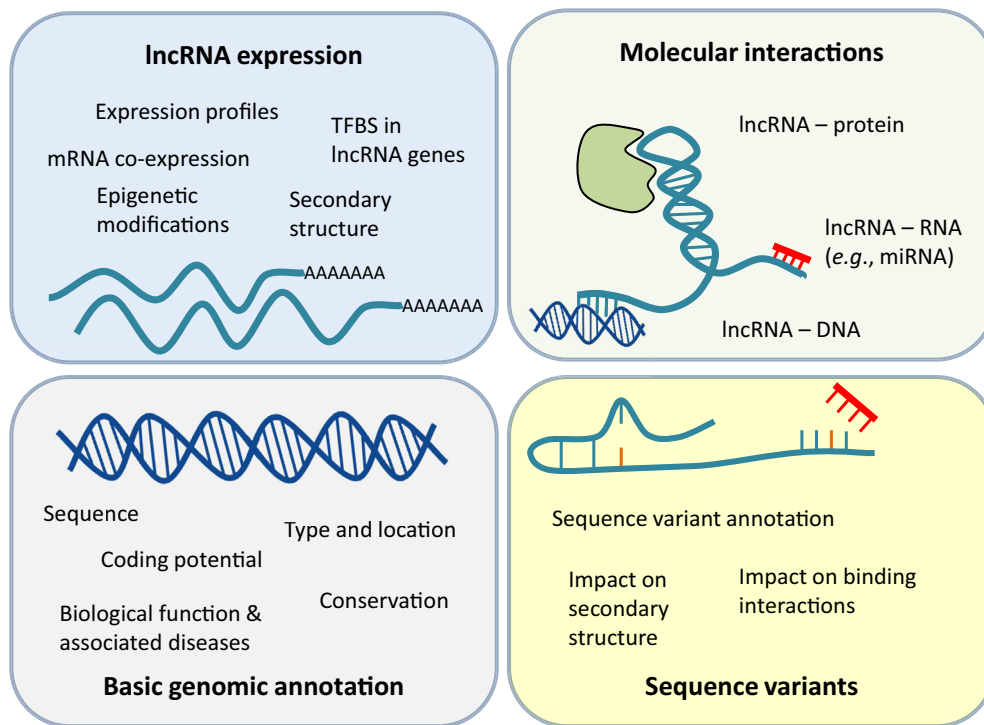 lncRNA expression
Expression profiles
TFBS in
lncRNA genes
mRNA co-expression
Epigenetic
modifications
Secondary
structure
AAAAAAA
AAAAAAA
Molecular interactions
lncRNA – protein
lncRNA – RNA
(e.g., miRNA)
lncRNA – DNA
Sequence
Type and location
Coding potential
Conservation
Biological function &
associated diseases
Basic genomic annotation
Sequence variant annotation
Impact on
secondary
structure
Impact on binding
interactions
Sequence variants